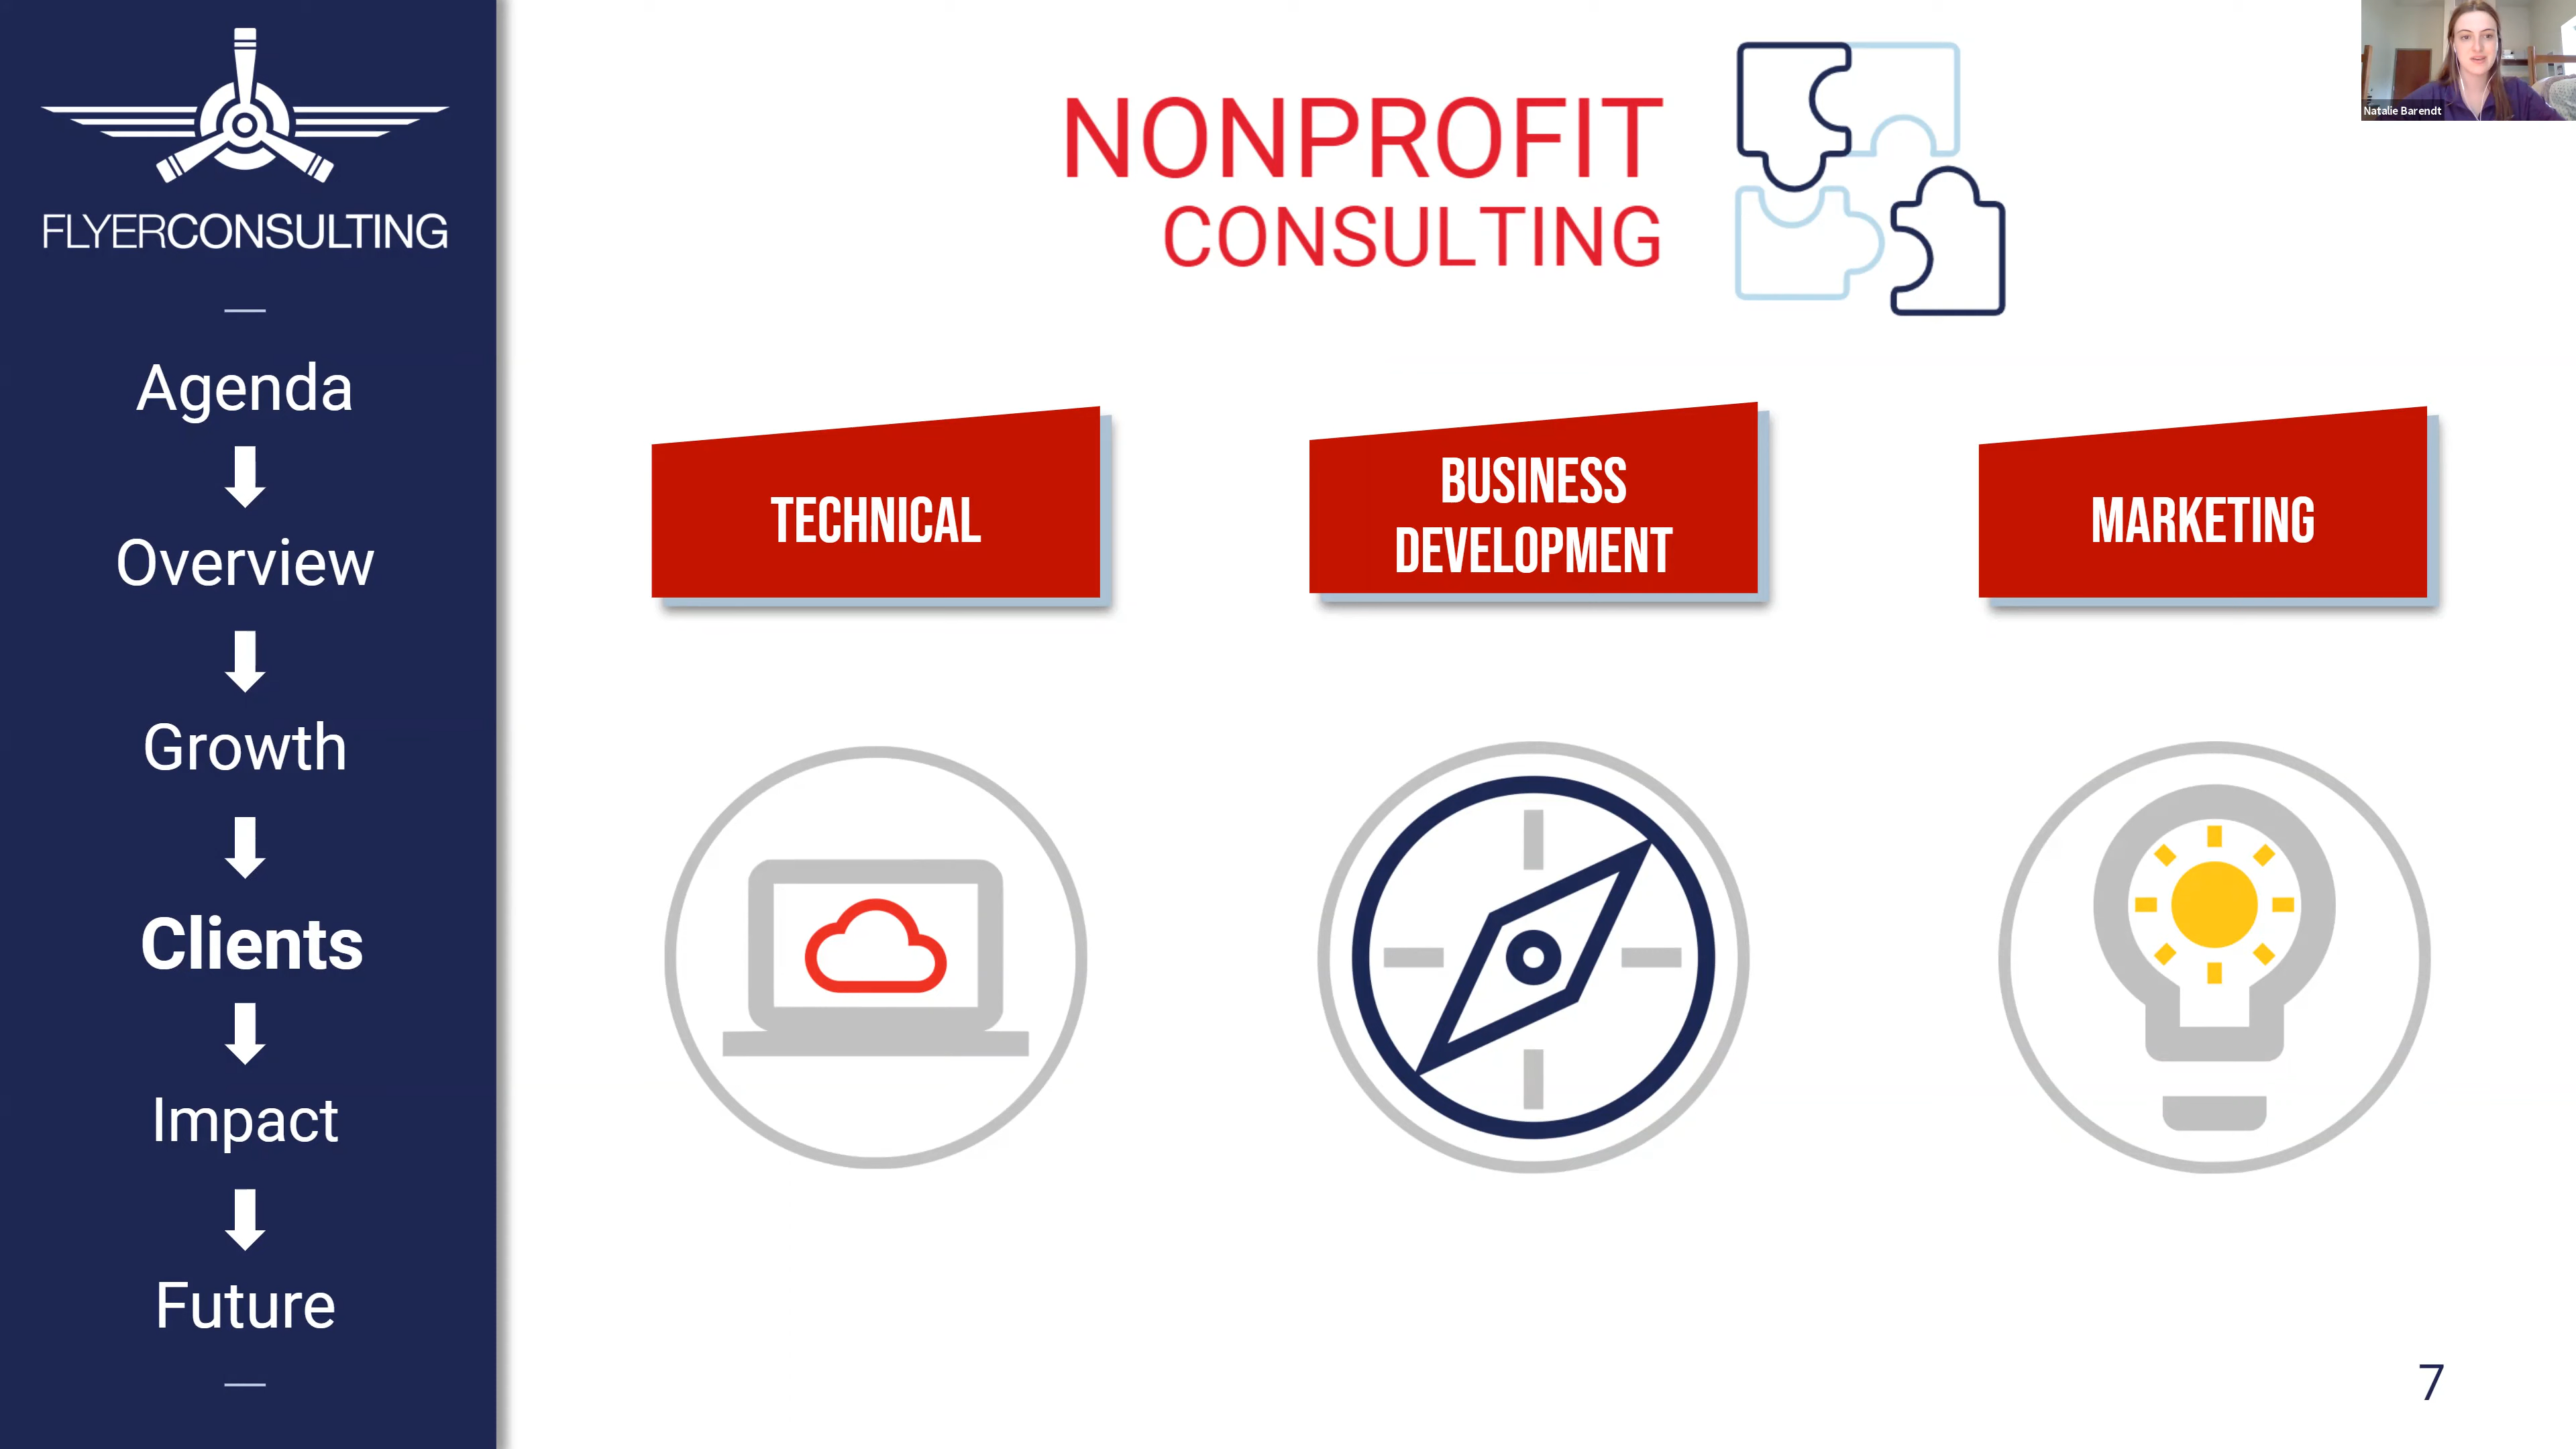 FLYERCONSULTING
Agenda
Overview
Growth
Clients
Impact
Future
NONPROFIT
CONSULTING
Natalie Barendt
TECHNICAL
BUSINESS
DEVELOPMENT
MARKETING
7